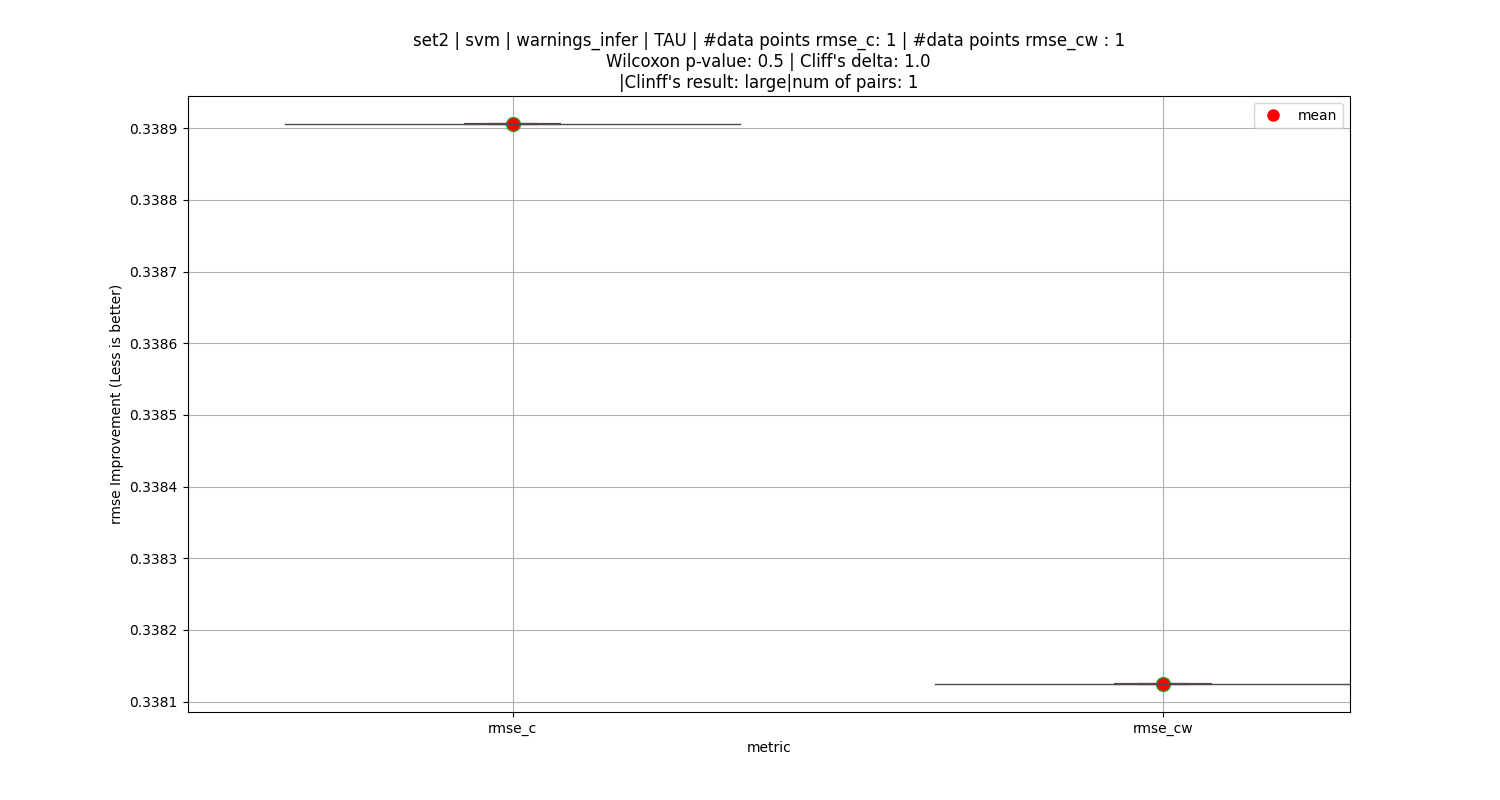 set2 | svm | warnings_infer | TAU | #data points rmse_c: 1 | #data points rmse_cw : 1
Wilcoxon p-value: 0.5 | Cliff's delta: 1.0
|Clinff's result: large|num of pairs: 1
mean
0.3389
0.3388
0.3387
0.3386
0.3385
0.3384
0.3383
0.3382
0.3381
rmse Improvement (Less is better)
rmse_c
rmse_cw
metric